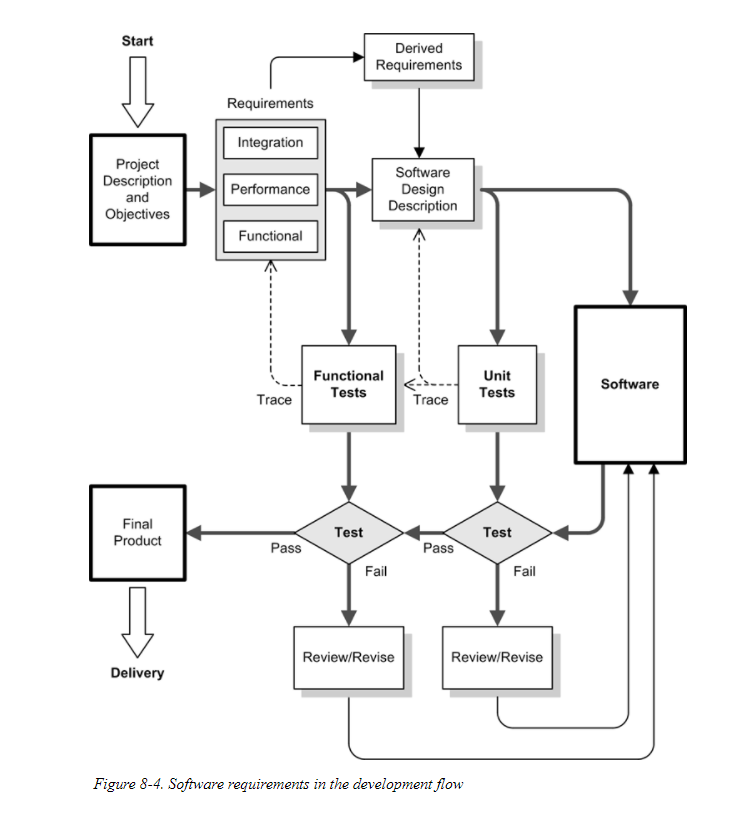 Start
Derived
Requirements
Requirements
Integration
Project
Description
and
Objectives
Performance
Functional
Software
Design
Description
Functional
Tests
Unit
Tests
Software
Trace
Trace
Final
Product
Test
Test
Pass
Pass
Fail
Fail
Review/Revise
Review/Revise
Delivery
Figure 8-4. Software requirements in the development flow